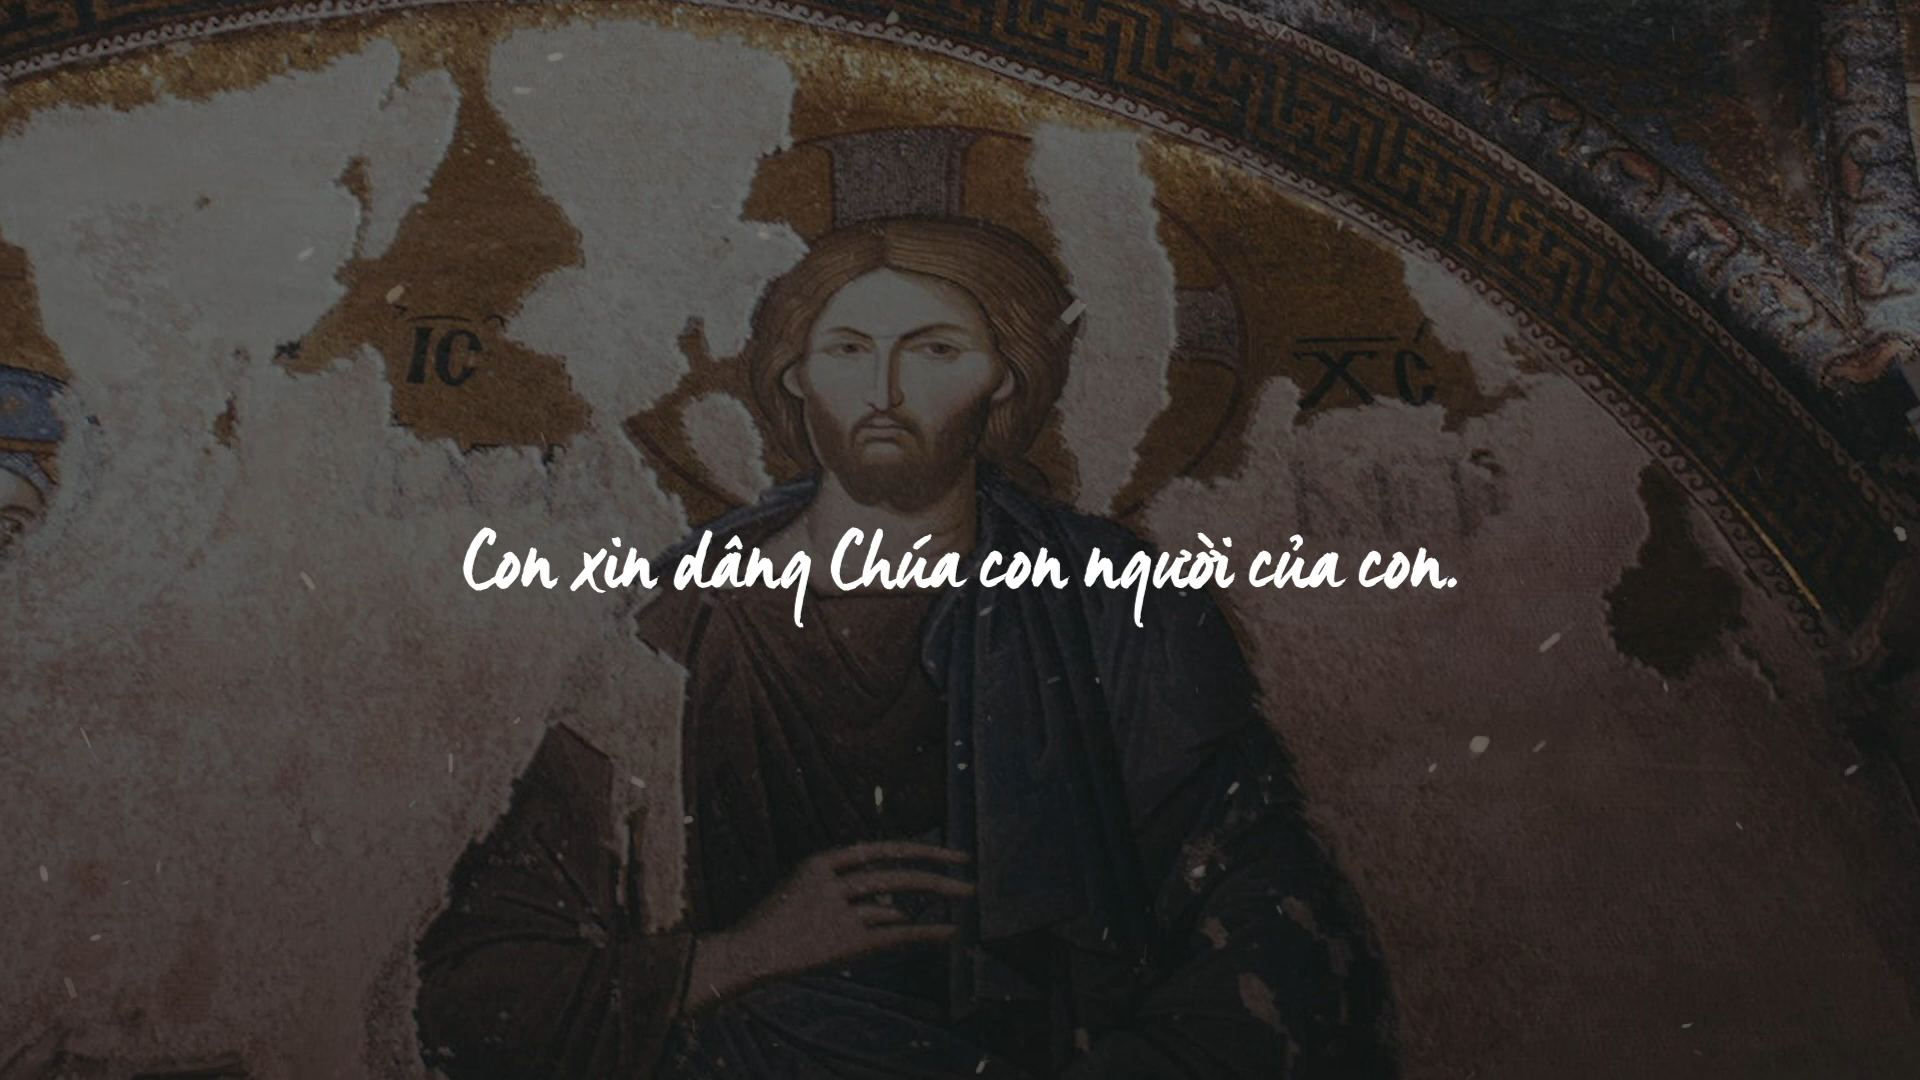 IC
XC
Con xin dâng Chúa con người của con.